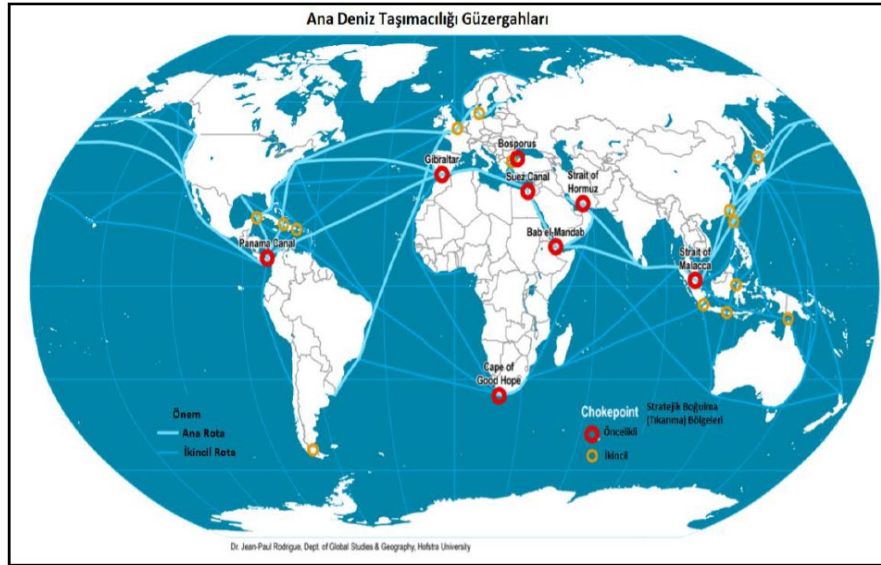 Ana Deniz Taşımacılığı Güzergahları
Bosporus
Gibraltar
Suez Canal
Strait of
Hormuz
Bab el-Mandab
Panama Canal
Strait of
Malacca
Cape of
Good Hope
Önem
Ana Rota
İkincil Rota
Chokepoint
Stratejik Boğulma
(Tıkanma) Bölgeleri
Öncelikli
İkincil
Dr. Jean-Paul Rodrigue, Dept. of Global Studies & Geography, Hofstra University